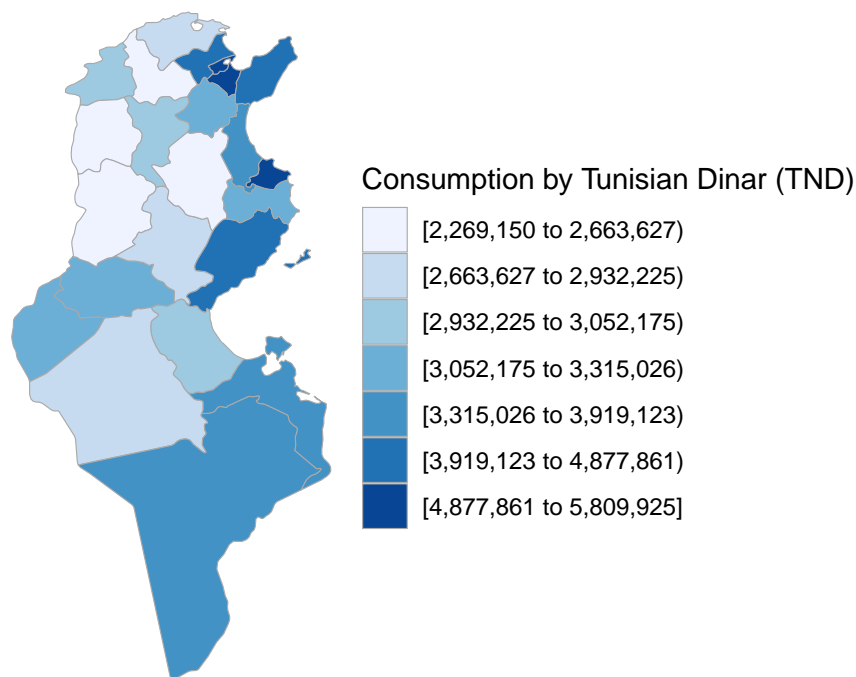 Consumption by Tunisian Dinar (TND)
[2,269,150 to 2,663,627)
[2,663,627 to 2,932,225)
[2,932,225 to 3,052,175)
[3,052,175 to 3,315,026)
[3,315,026 to 3,919,123)
[3,919,123 to 4,877,861)
[4,877,861 to 5,809,925]